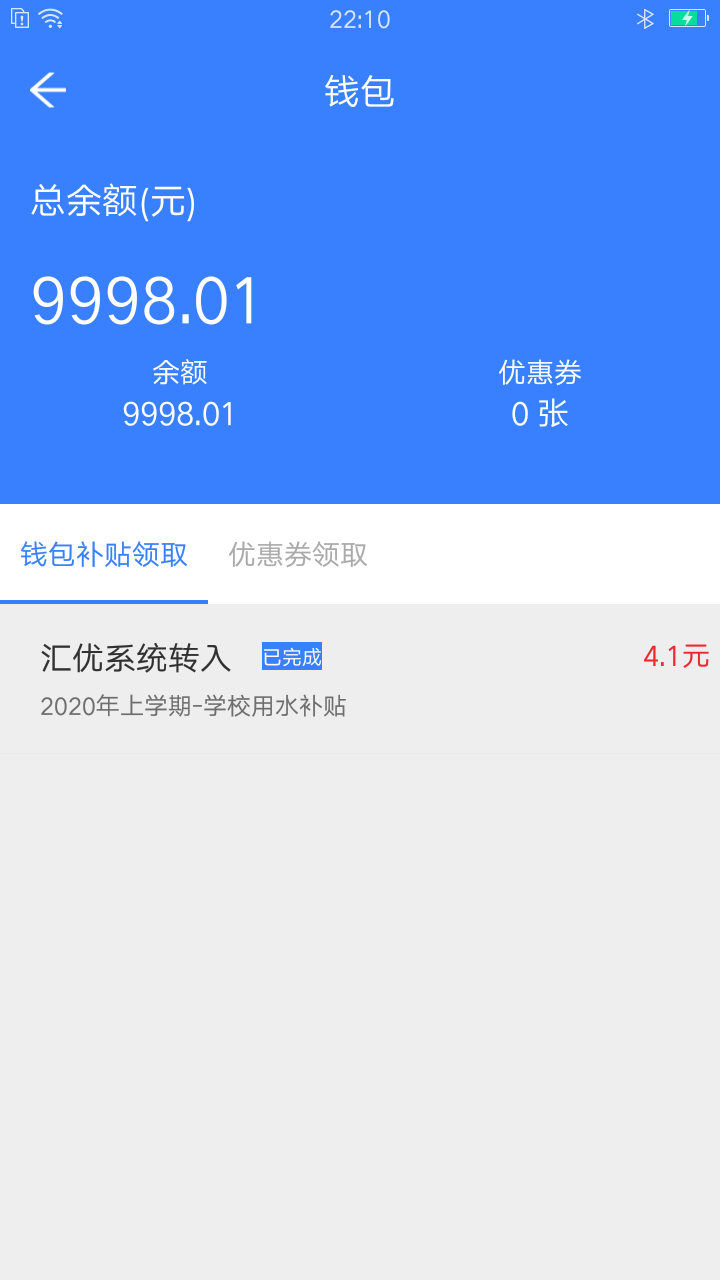 22:10
钱包
总余额(元)
9998.01
余额
优惠券
9998.01
0 张
钱包补贴领取
优惠券领取
汇优系统转入
已完成
4.1元
2020年上学期-学校用水补贴